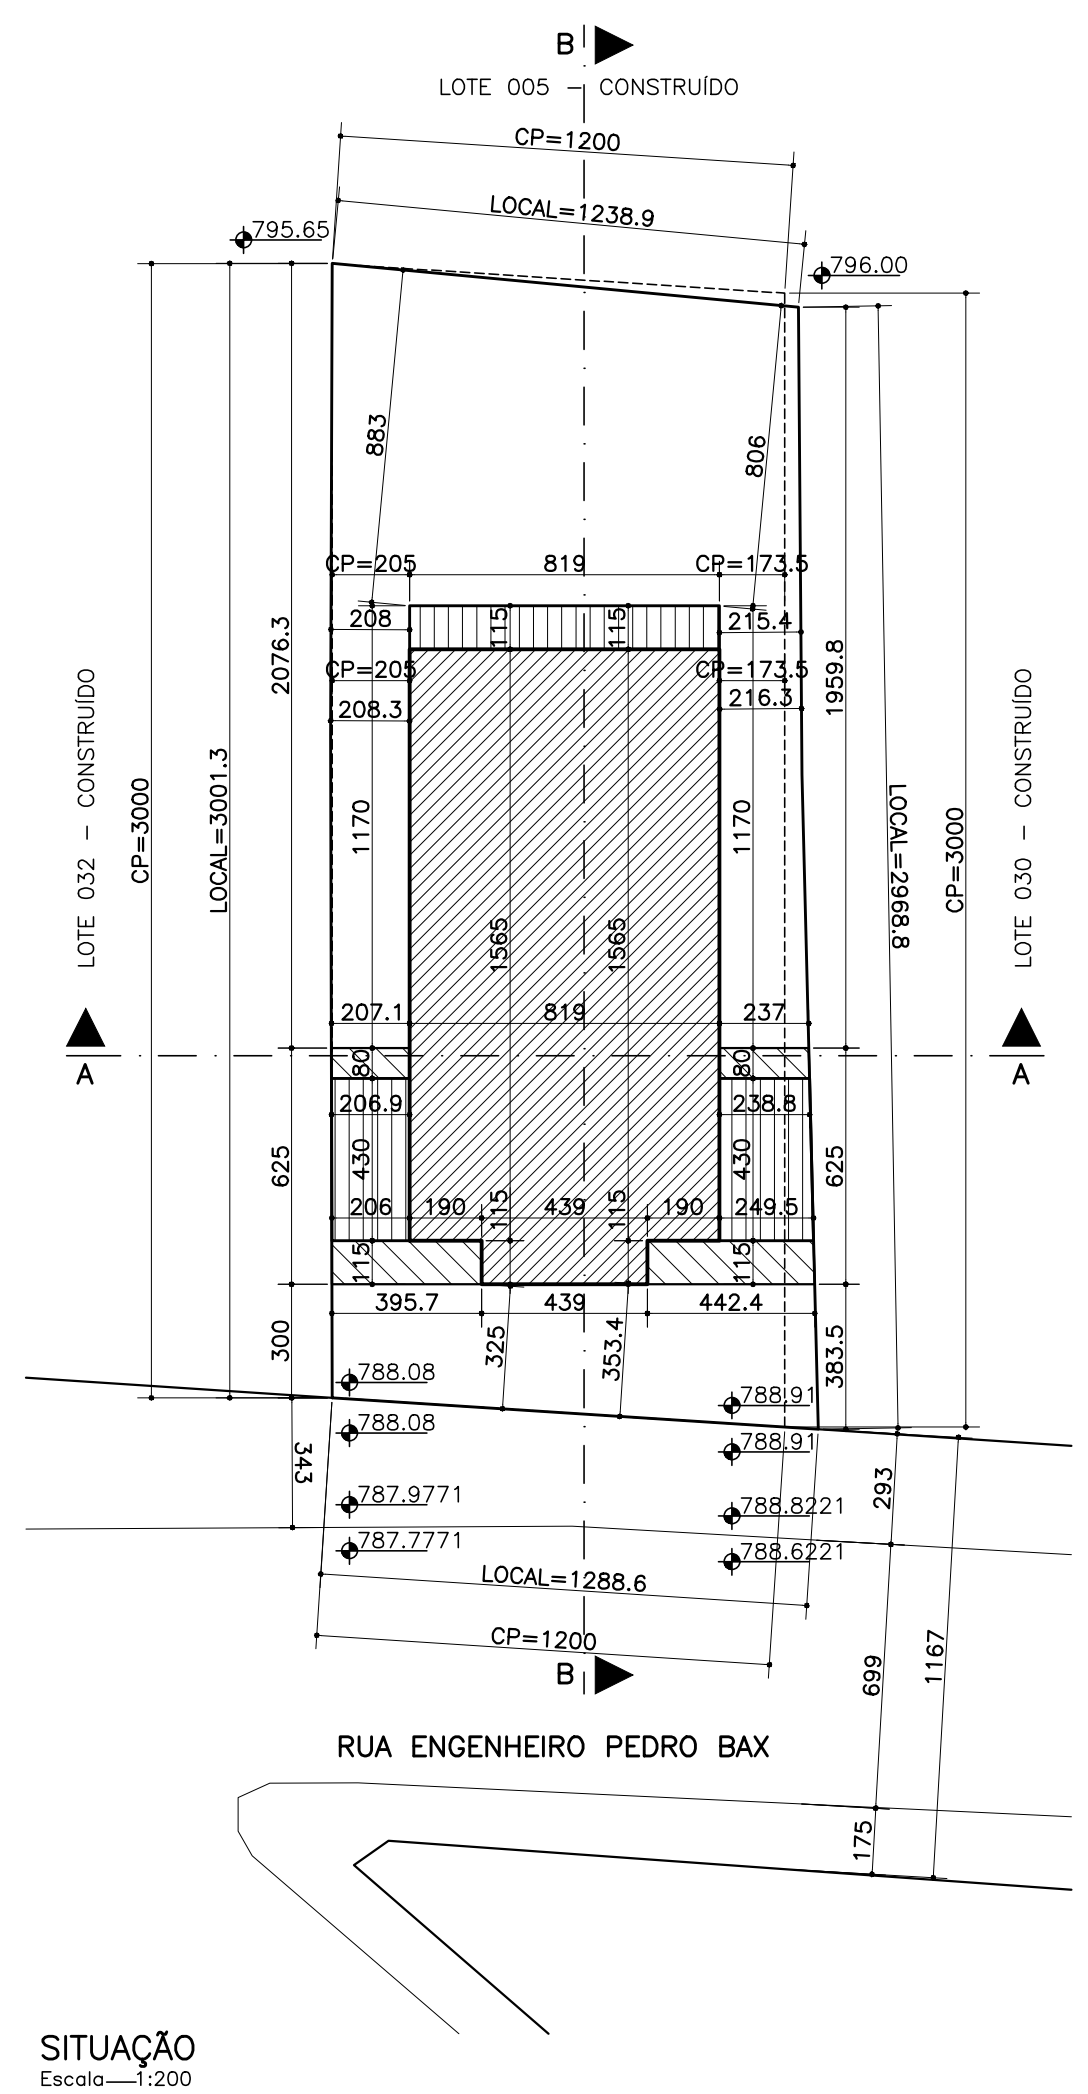 B
LOTE 005 – CONSTRUÍDO
CP=1200
LOCAL=1238.9
795.65
796.00
883
806
CP=205
819
CP=173.5
208
115
115
215.4
2076.3
1959.8
CP=205
CP=173.5
208.3
216.3
LOTE 032 – CONSTRUÍDO
LOTE 030 – CONSTRUÍDO
CP=3000
LOCAL=3001.3
1170
1170
LOCAL=2968.8
CP=3000
1565
1565
207.1
819
237
A
80
80
A
206.9
238.8
625
430
430
625
206
190
115
439
115
190
249.5
115
115
395.7
439
442.4
300
325
353.4
383.5
788.08
788.91
788.08
788.91
343
293
787.9771
788.8221
787.7771
788.6221
LOCAL=1288.6
CP=1200
B
699
1167
RUA ENGENHEIRO PEDRO BAX
175
SITUAÇÃO
Escala—1:200